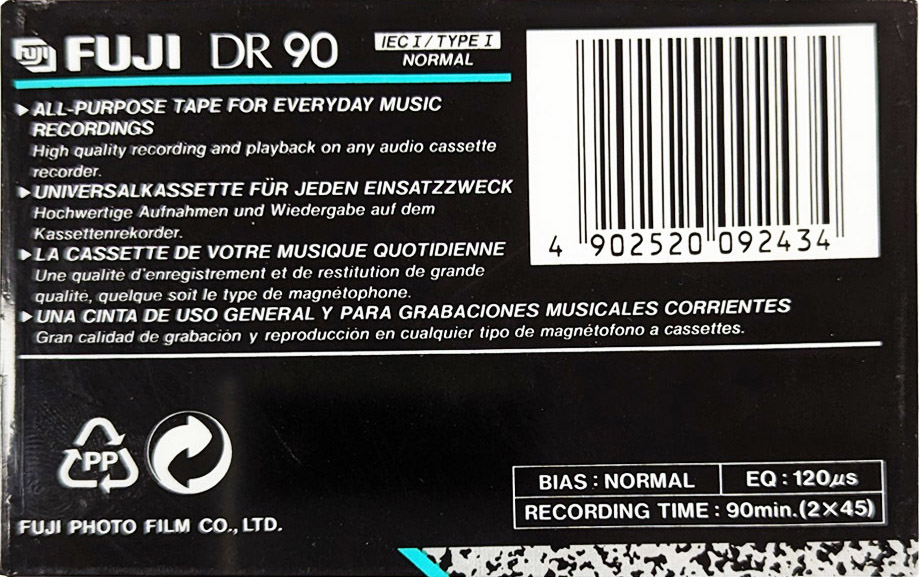 FUJI FUJI DR 90 IEC I / TYPE I
NORMAL
▶ ALL-PURPOSE TAPE FOR EVERYDAY MUSIC
RECORDINGS
High quality recording and playback on any audio cassette
recorder.
▶ UNIVERSALKASSETTE FÜR JEDEN EINSATZZWECK
Hochwertige Aufnahmen und Wiedergabe auf dem
Kassettenrekorder.
▶ LA CASSETTE DE VOTRE MUSIQUE QUOTIDIENNE
Une qualité d'enregistrement et de restitution de grande
qualité, quelque soit le type de magnétophone.
▶ UNA CINTA DE USO GENERAL Y PARA GRABACIONES MUSICALES CORRIENTES
Gran calidad de grabación y reproducción en cualquier tipo de magnétofono a cassettes.
4 902520 092434
PP
FUJI PHOTO FILM CO., LTD.
BIAS : NORMAL EQ : 120μs
RECORDING TIME : 90min. (2×45)